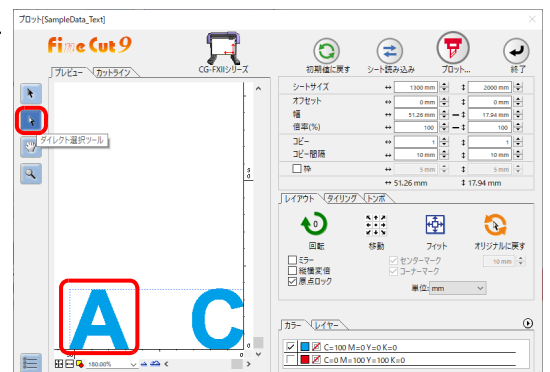 プロット[SampleData_Text]
Fine Cut 9
CG-FXIIシリーズ
初期値に戻す
シート読み込み
プロット...
終了
プレビュー
カットライン
ダイレクト選択ツール
シートサイズ 1300 mm 2000 mm
オフセット 0 mm 0 mm
幅 51.26 mm 17.94 mm
倍率(%) 100 100
コピー 1 1
コピー間隔 10 mm 10 mm
枠 5 mm 5 mm
51.26 mm 17.94 mm
レイアウト タイリング トンボ
0
回転 移動 フィット オリジナルに戻す
ミラー
縦横変倍
原点ロック
センターマーク 10 mm
コーナーマーク
単位: mm
A C
50
0
0
150.00%
カラー レイヤー
C=100 M=0 Y=0 K=0
C=0 M=100 Y=100 K=0